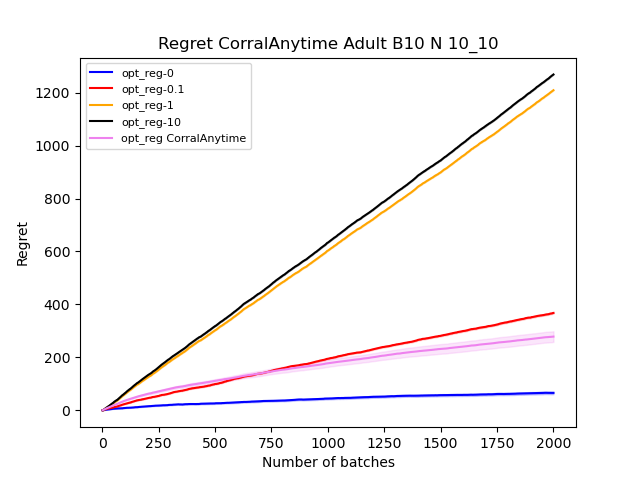 Regret CorralAnytime Adult B10 N 10_10
opt_reg-0
opt_reg-0.1
opt_reg-1
opt_reg-10
opt_reg CorralAnytime
Regret
1200
1000
800
600
400
200
0
0 250 500 750 1000 1250 1500 1750 2000
Number of batches